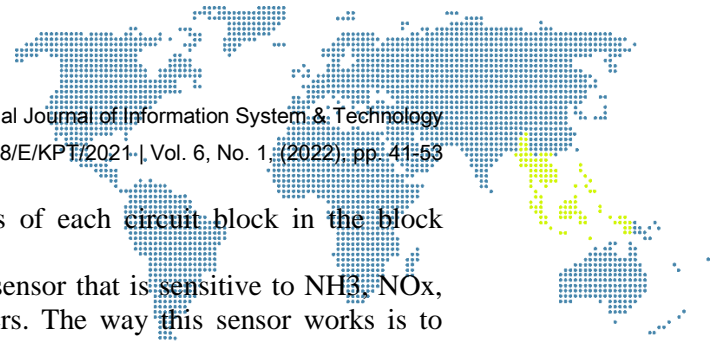 al Journal of Information System & Technology
8/E/KPT/2021 | Vol. 6, No. 1, (2022), pp. 41-53
s of each circuit block in the block
sensor that is sensitive to NH3, NOx,
rs. The way this sensor works is to